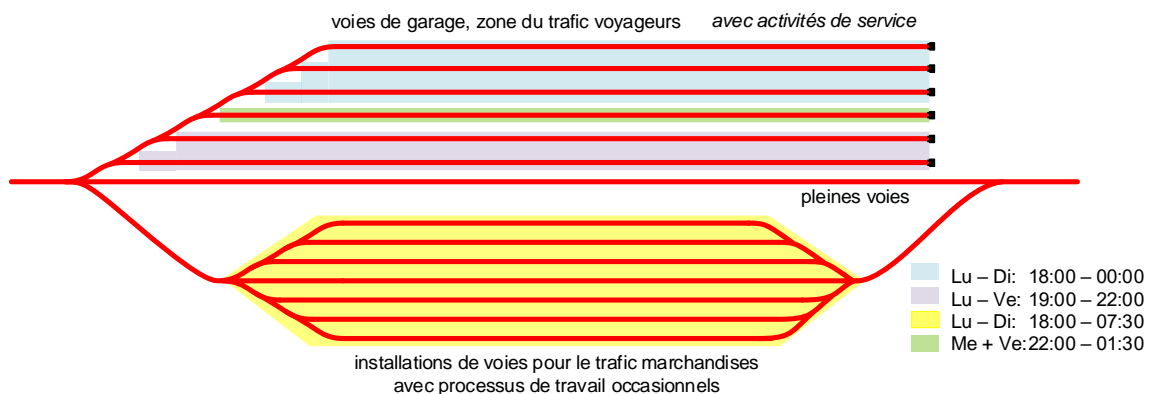 voies de garage, zone du trafic voyageurs avec activités de service
pleines voies
Lu – Di: 18:00 – 00:00
Lu – Ve: 19:00 – 22:00
Lu – Di: 18:00 – 07:30
Me + Ve: 22:00 – 01:30
installations de voies pour le trafic marchandises
avec processus de travail occasionnels